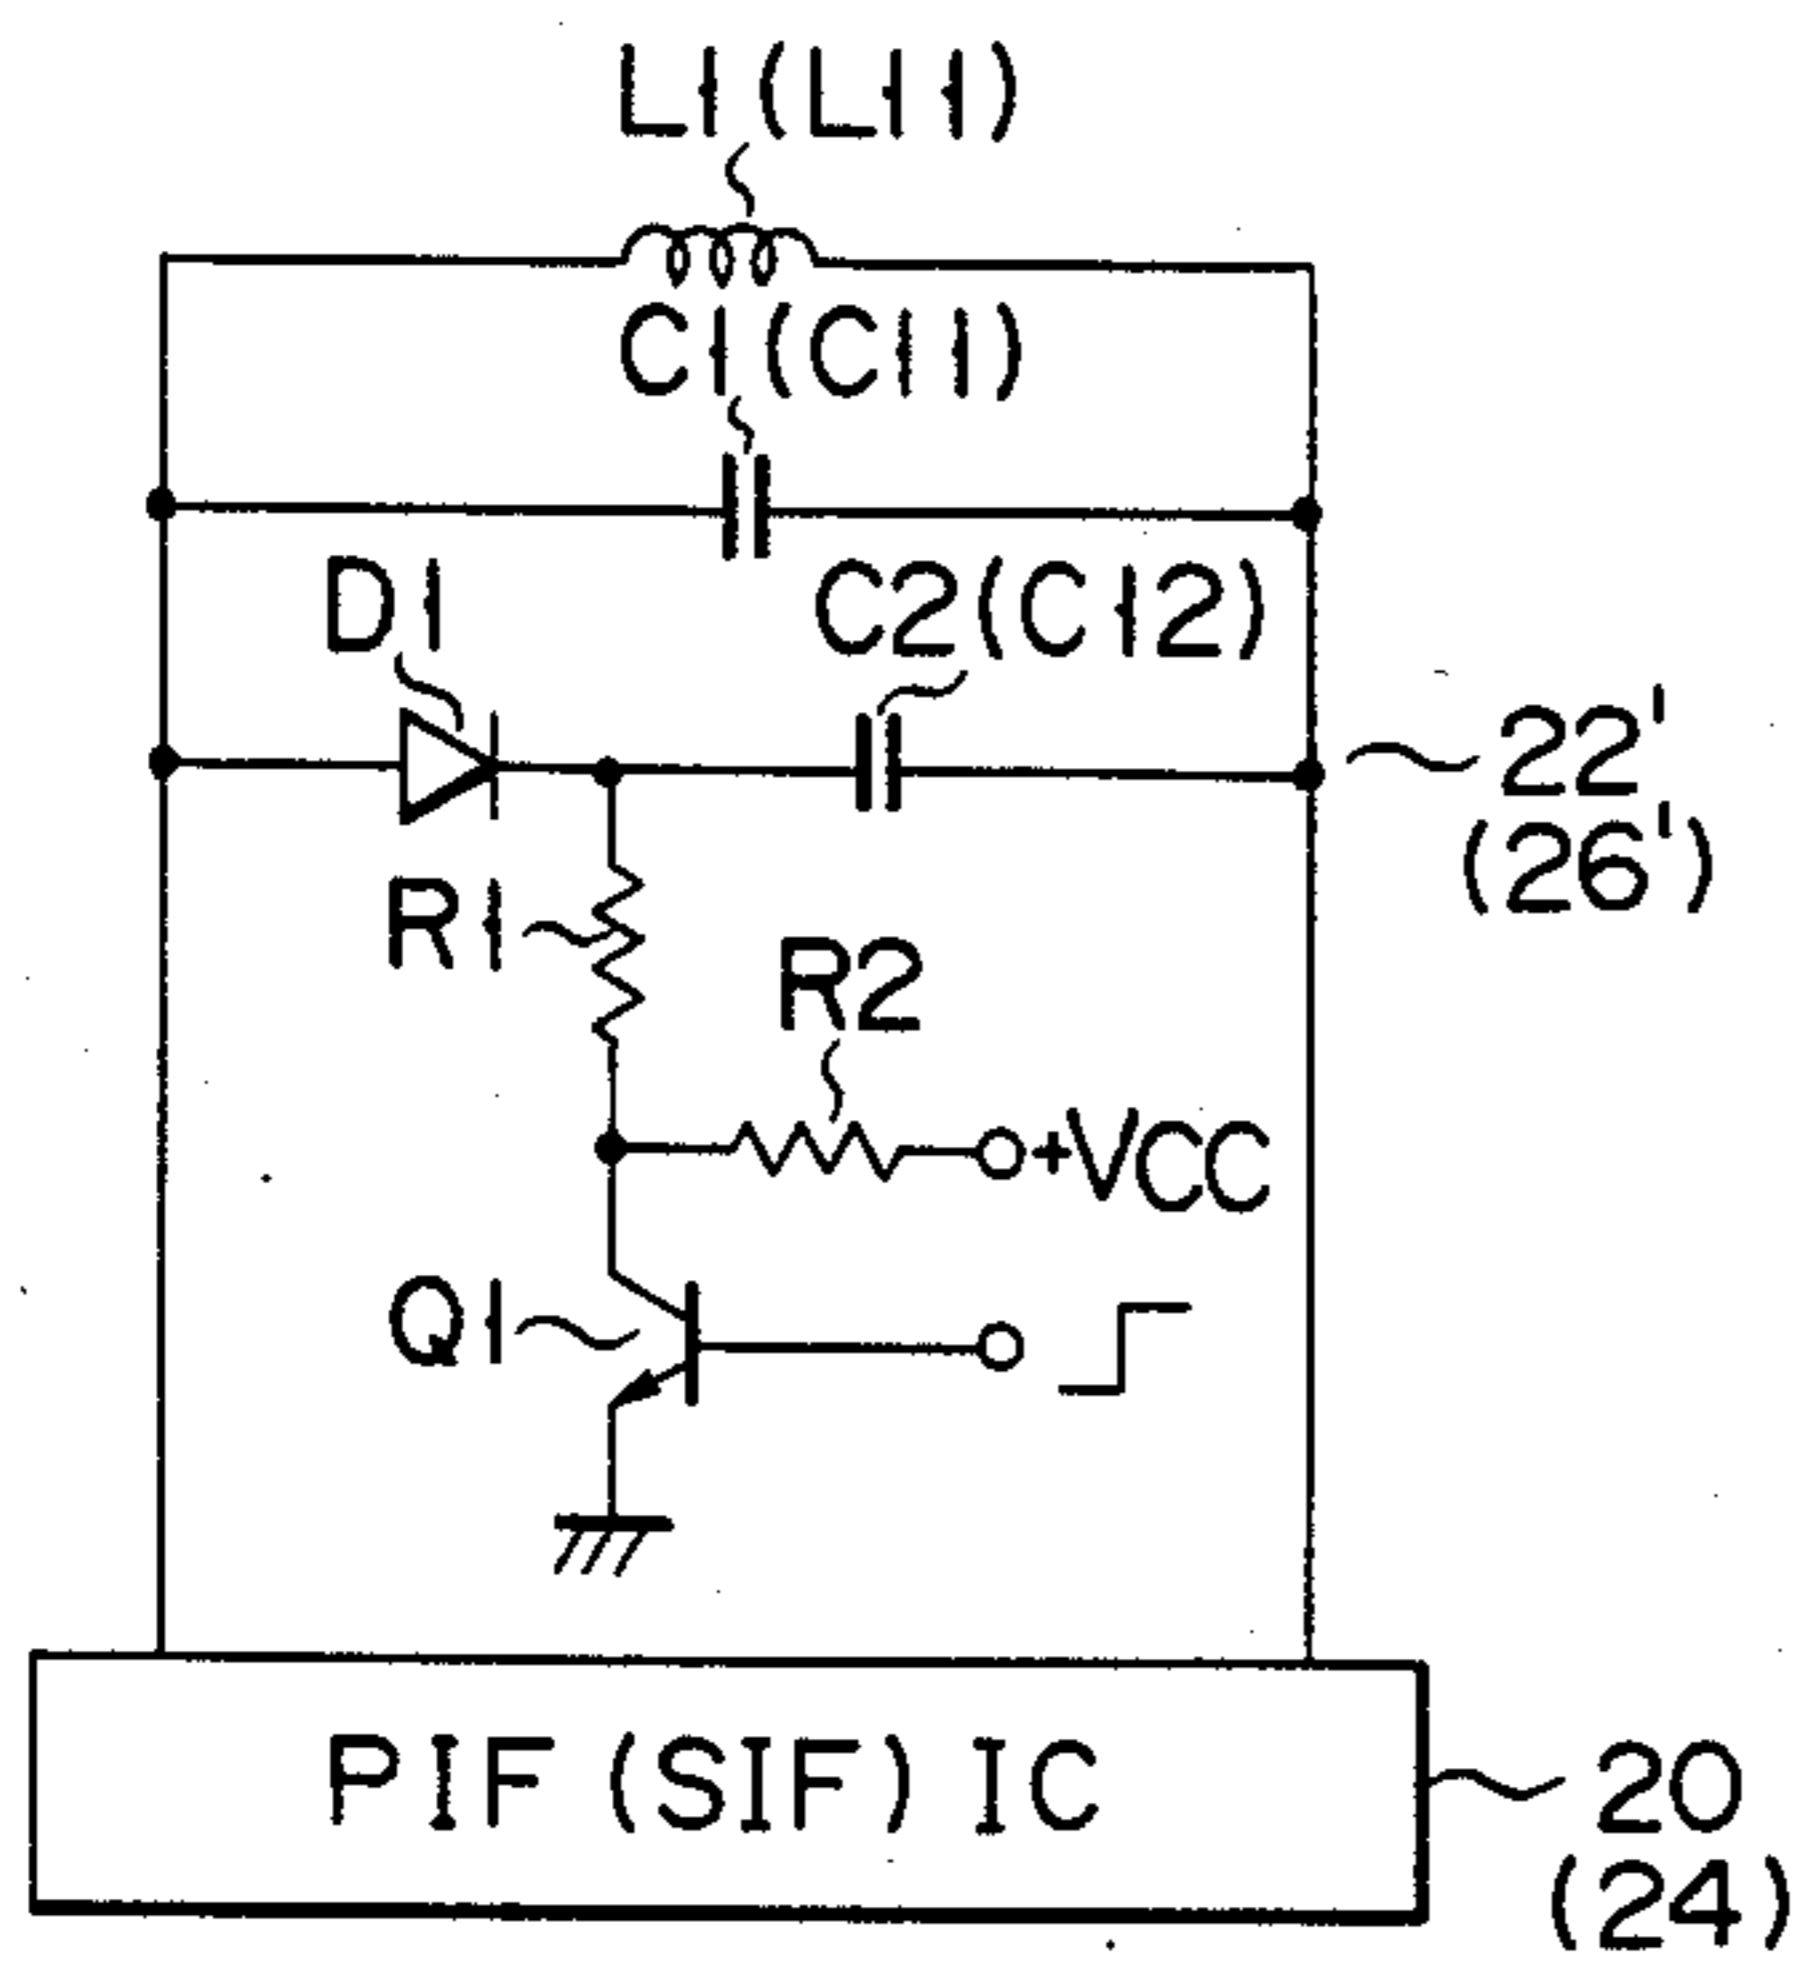 L1(L11)
C1(C11)
D1
C2(C12)
22'
(26')
R1
R2
+VCC
Q1
PIF(SIF)IC
20
(24)